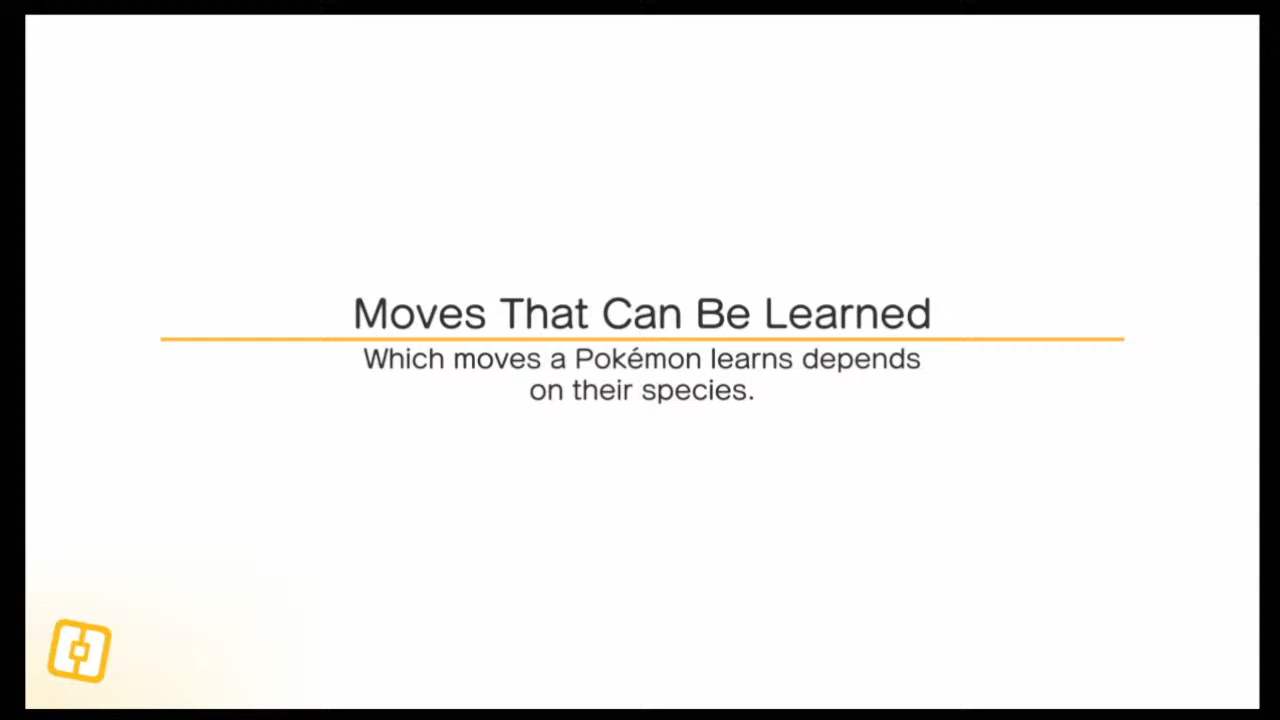 Moves That Can Be Learned
Which moves a Pokémon learns depends
on their species.